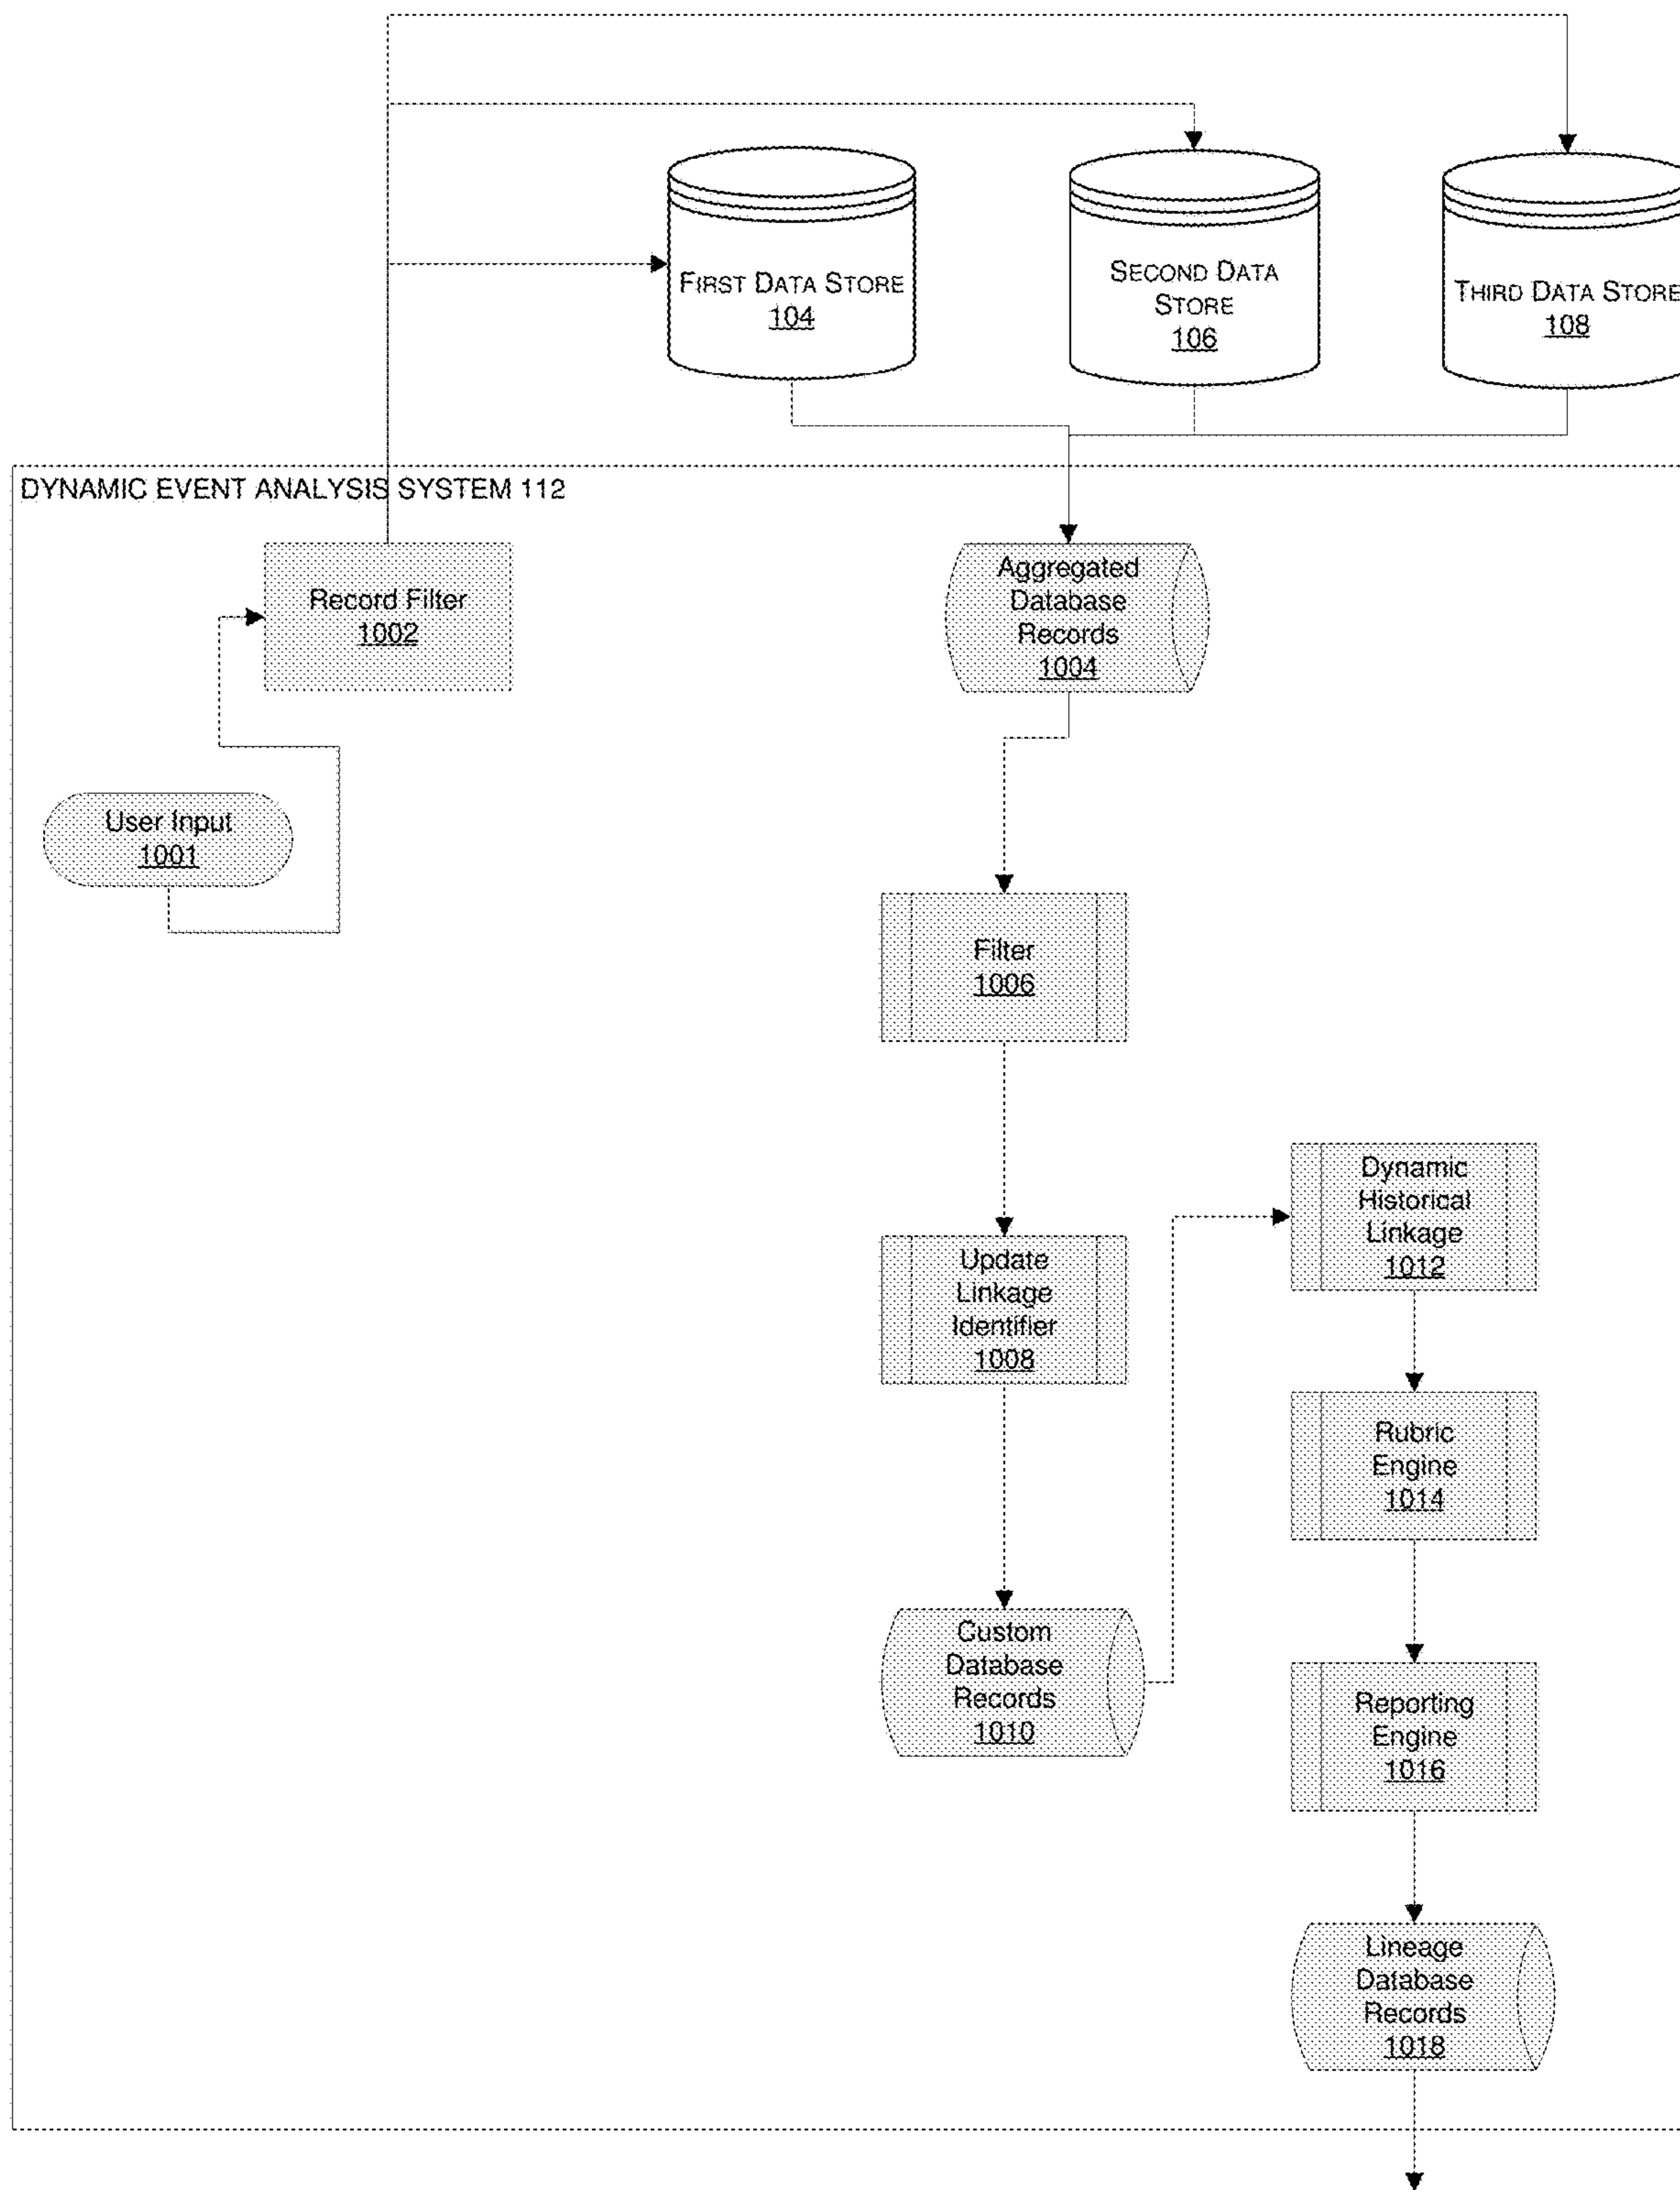 FIRST DATA STORE
104
SECOND DATA
STORE
106
THIRD DATA STORE
108
DYNAMIC EVENT ANALYSIS SYSTEM 112
Record Filter
1002
Aggregated
Database
Records
1004
User Input
1001
Filter
1006
Update
Linkage
Identifier
1008
Custom
Database
Records
1010
Dynamic
Historical
Linkage
1012
Rubric
Engine
1014
Reporting
Engine
1016
Lineage
Database
Records
1018